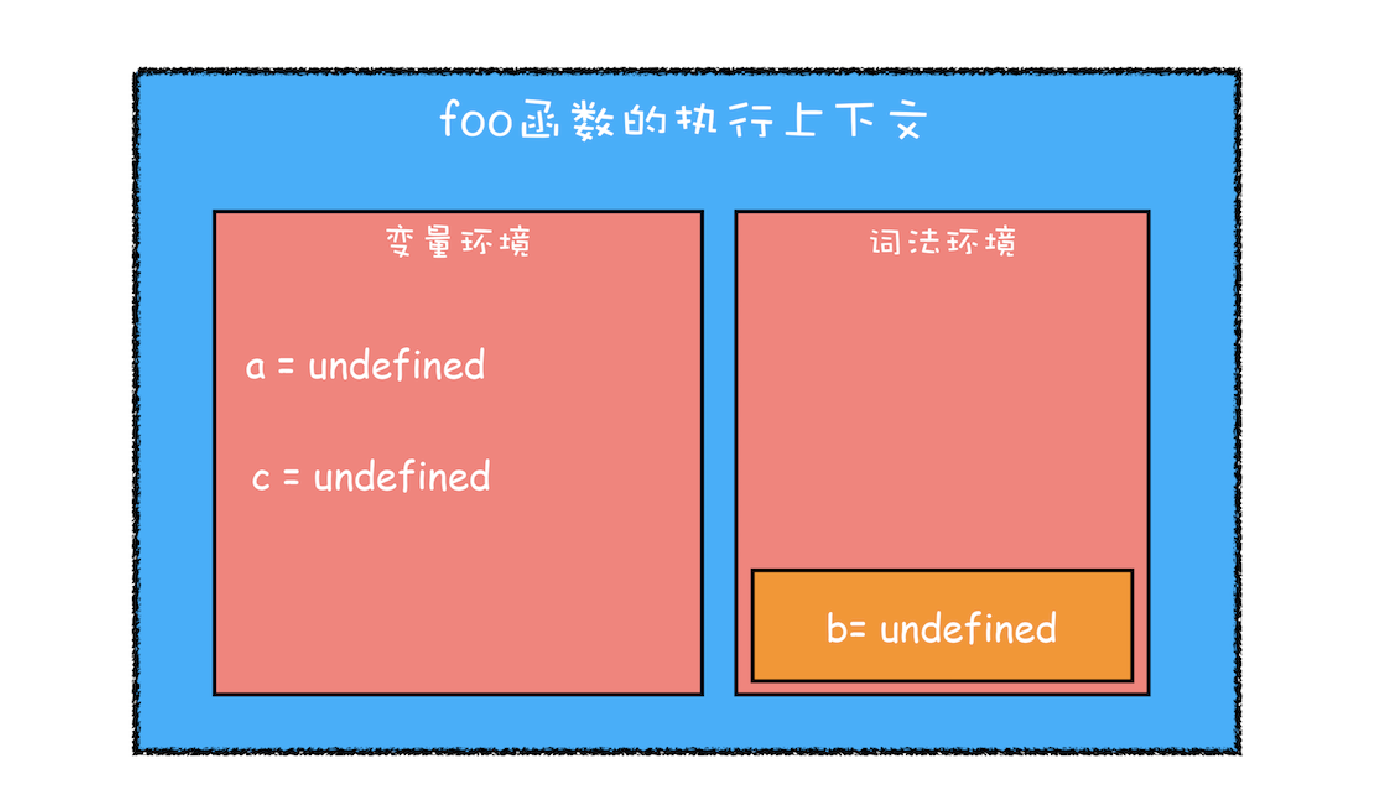 foo函数的执行上下文
变量环境
a = undefined
c = undefined
词法环境
b= undefined